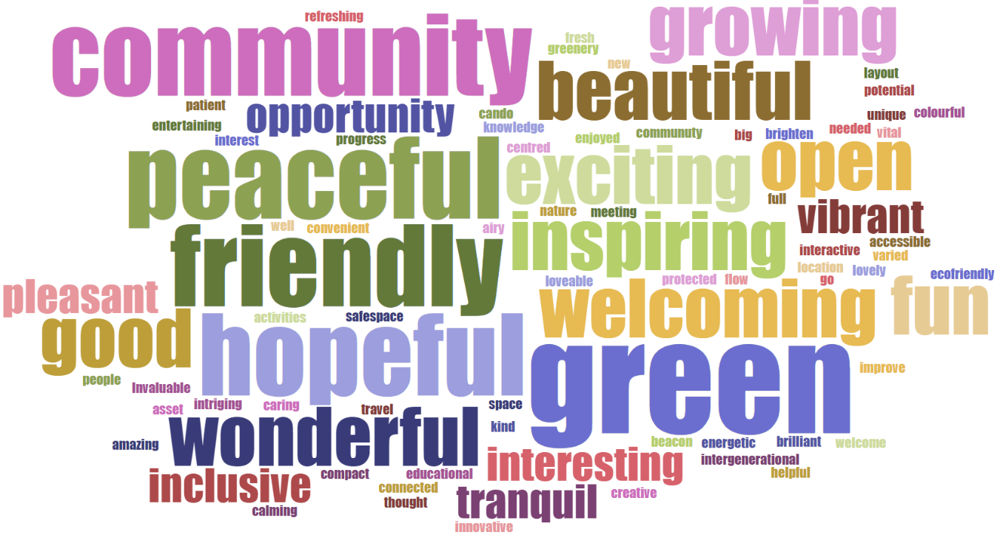 refreshing
community
growing
fresh
greenery
new
beautiful
layout
potential
patient
opportunity
cando
unique
colourful
entertaining
knowledge
interest
progress
enjoyed
communuty
big
brighten
needed
vital
peaceful
centred
exciting
open
full
nature
meeting
vibrant
well
convenient
airy
inspiring
accessible
interactive
varied
friendly
location
lovely
ecofriendly
pleasant
loveable
protected
flow
go
welcoming
fun
good
activities
safespace
hopeful
green
improve
people
Invaluable
asset
intriging
caring
travel
space
kind
amazing
wonderful
beacon
energetic
brilliant
welcome
interesting
intergenerational
helpful
inclusive
compact
educational
connected
thought
tranquil
creative
calming
innovative